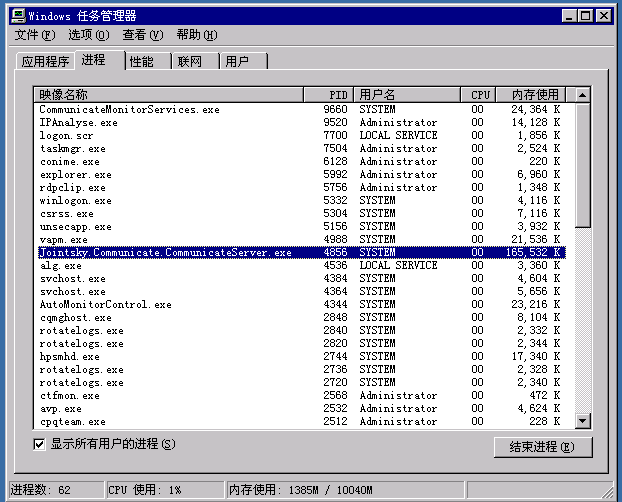 Windows 任务管理器
文件(F) 选项(O) 查看(V) 帮助(H)
应用程序 进程 性能 联网 用户
映像名称 PID 用户名 CPU 内存使用
CommunicateMonitorServices.exe 9660 SYSTEM 00 24,364 K
IPAnalyse.exe 9520 Administrator 00 14,128 K
logon.scr 7700 LOCAL SERVICE 00 1,856 K
taskmgr.exe 7504 Administrator 00 2,524 K
conime.exe 6128 Administrator 00 220 K
explorer.exe 5992 Administrator 00 6,960 K
rdpclip.exe 5756 Administrator 00 1,348 K
winlogon.exe 5332 SYSTEM 00 4,116 K
csrss.exe 5304 SYSTEM 00 7,116 K
unsecapp.exe 5156 SYSTEM 00 3,932 K
vapm.exe 4988 SYSTEM 00 21,536 K
Jointsky.Communicate.CommunicateServer.exe 4856 SYSTEM 00 165,532 K
alg.exe 4536 LOCAL SERVICE 00 3,360 K
svchost.exe 4384 SYSTEM 00 4,604 K
svchost.exe 4364 SYSTEM 00 5,656 K
AutoMonitorControl.exe 4344 SYSTEM 00 23,216 K
cqmghost.exe 2848 SYSTEM 00 8,104 K
rotatelogs.exe 2840 SYSTEM 00 2,332 K
rotatelogs.exe 2820 SYSTEM 00 2,344 K
hpsmhd.exe 2744 SYSTEM 00 17,340 K
rotatelogs.exe 2736 SYSTEM 00 2,328 K
rotatelogs.exe 2720 SYSTEM 00 2,340 K
ctfmon.exe 2568 Administrator 00 472 K
avp.exe 2532 Administrator 00 4,624 K
cpqteam.exe 2512 Administrator 00 228 K
显示所有用户的进程(S) 结束进程(E)
进程数: 62 CPU 使用: 1% 内存使用: 1385M / 10040M